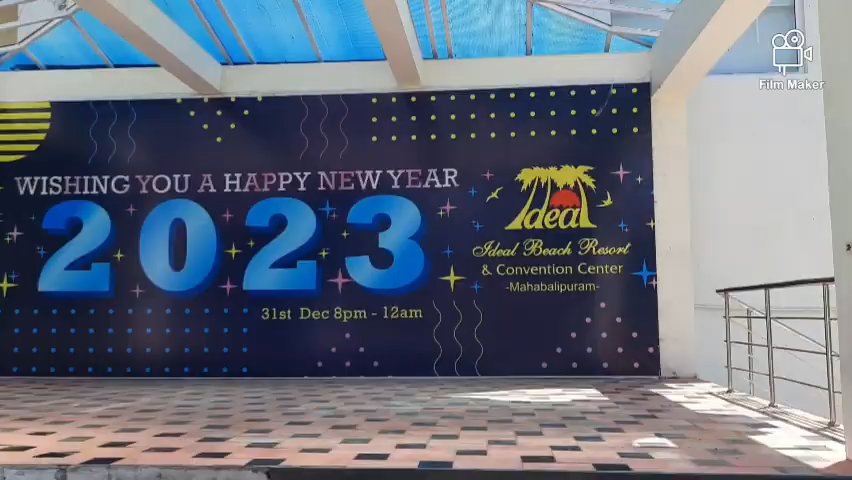 Film Maker
WISHING YOU A HAPPY NEW YEAR
2023
31st Dec 8pm - 12am
Ideal
Ideal Beach Resort
& Convention Center
-Mahabalipuram-